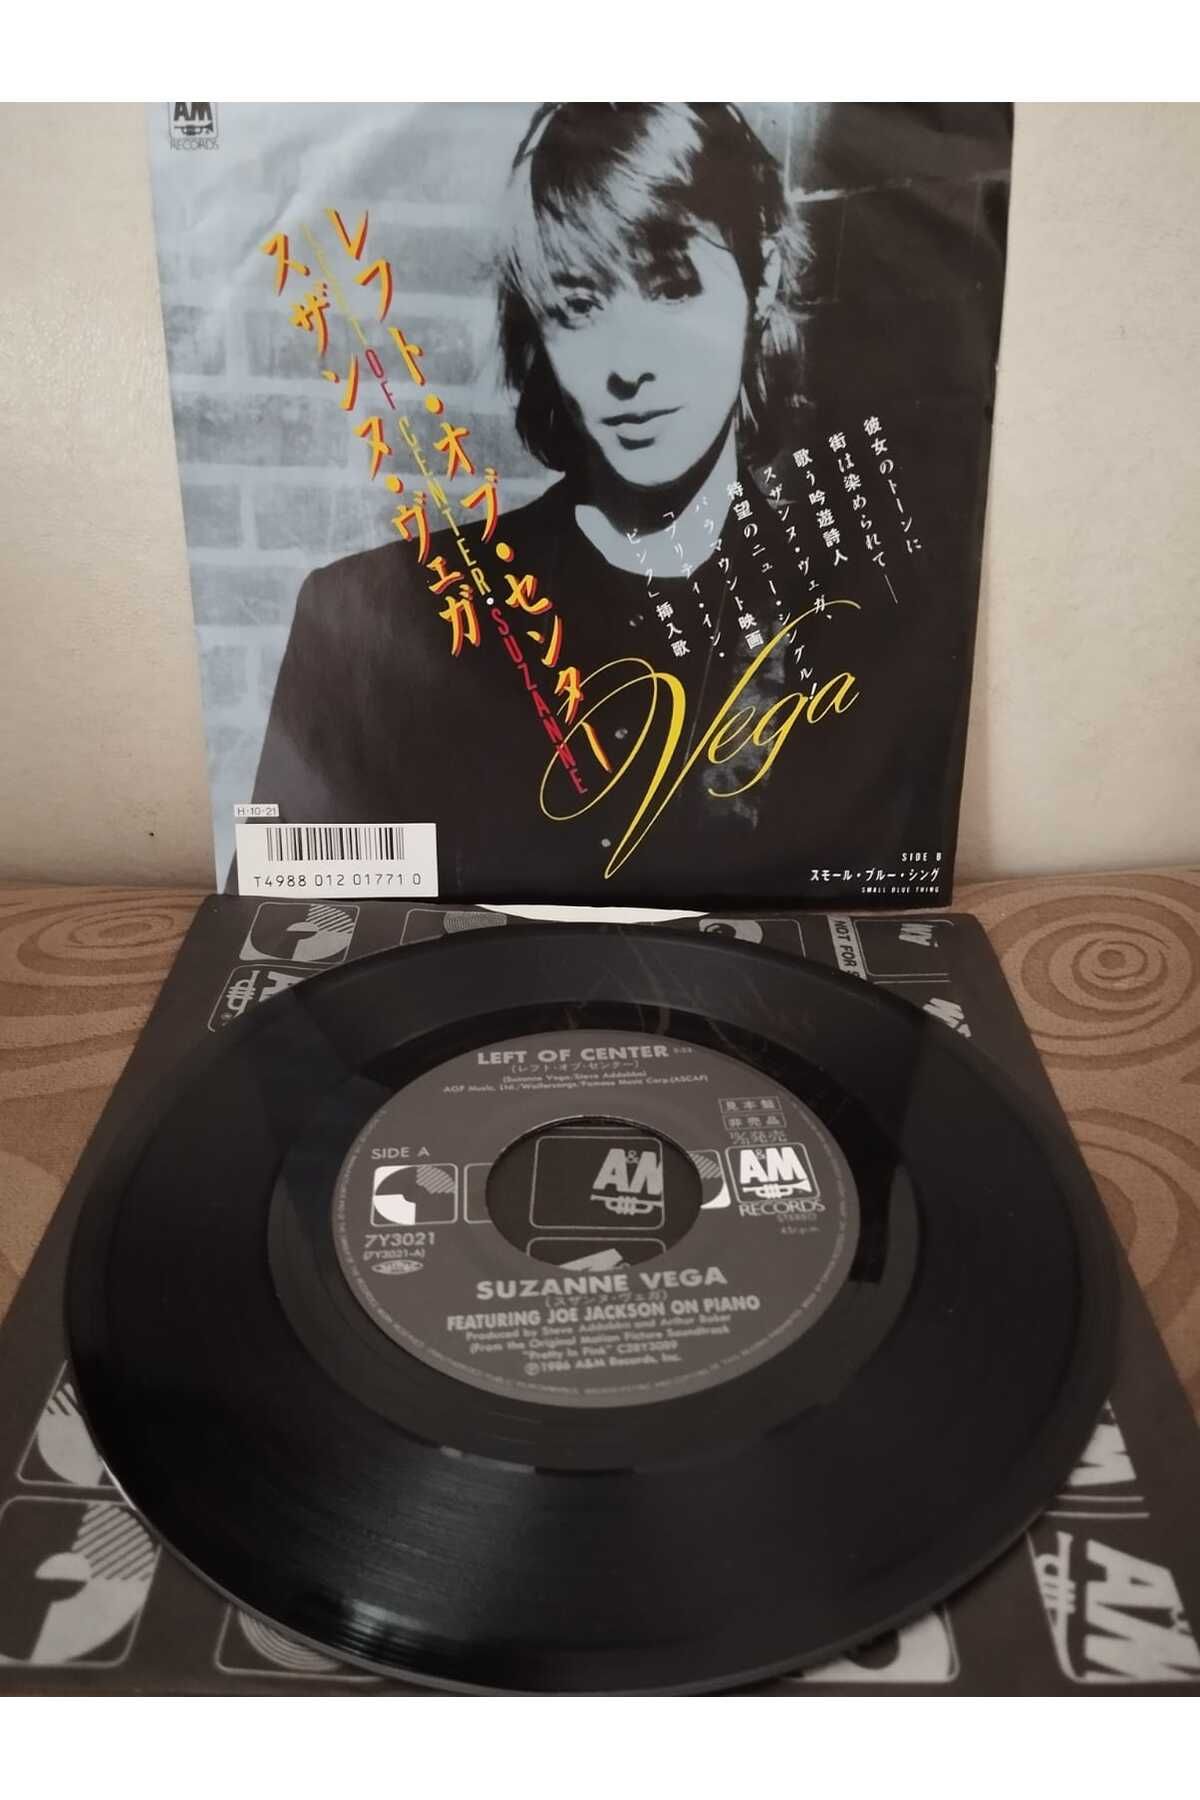 A&M
RECORDS
レフト・オブ・センター
LEFT OF CENTER・SUZANNE
スザンヌ・ヴェガ
Vega
彼女のトーンに
街は染められて——
歌う吟遊詩人
スザンヌ・ヴェガ、
待望のニュー・シングル!
パラマウント映画
「プリティ・イン・
ピンク」挿入歌
H・10・21
T4988 012 01771 0
SIDE B
スモール・ブルー・シング
SMALL BLUE THING
NOT FOR
LEFT OF CENTER
(レフト・オブ・センター)
(Suzanne Vega/Steve Addabbo)
AGF Music, Ltd./Waifersongs/Famous Music Corp.(ASCAP)
見本盤
非売品
発売
SIDE A
A&M
RECORDS
STEREO
45r.p.m.
7Y3021
(7Y3021-A)
SUZANNE VEGA
(スザンヌ・ヴェガ)
FEATURING JOE JACKSON ON PIANO
Produced by Steve Addabbo and Arthur Baker
(From the Original Motion Picture Soundtrack
"Pretty In Pink" C28Y3089
℗1986 A&M Records, Inc.